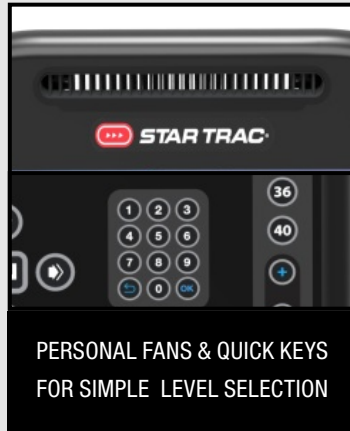 STAR TRAC
36
1 2 3
40
4 5 6
7 8 9
+
0 OK
PERSONAL FANS & QUICK KEYS
FOR SIMPLE LEVEL SELECTION